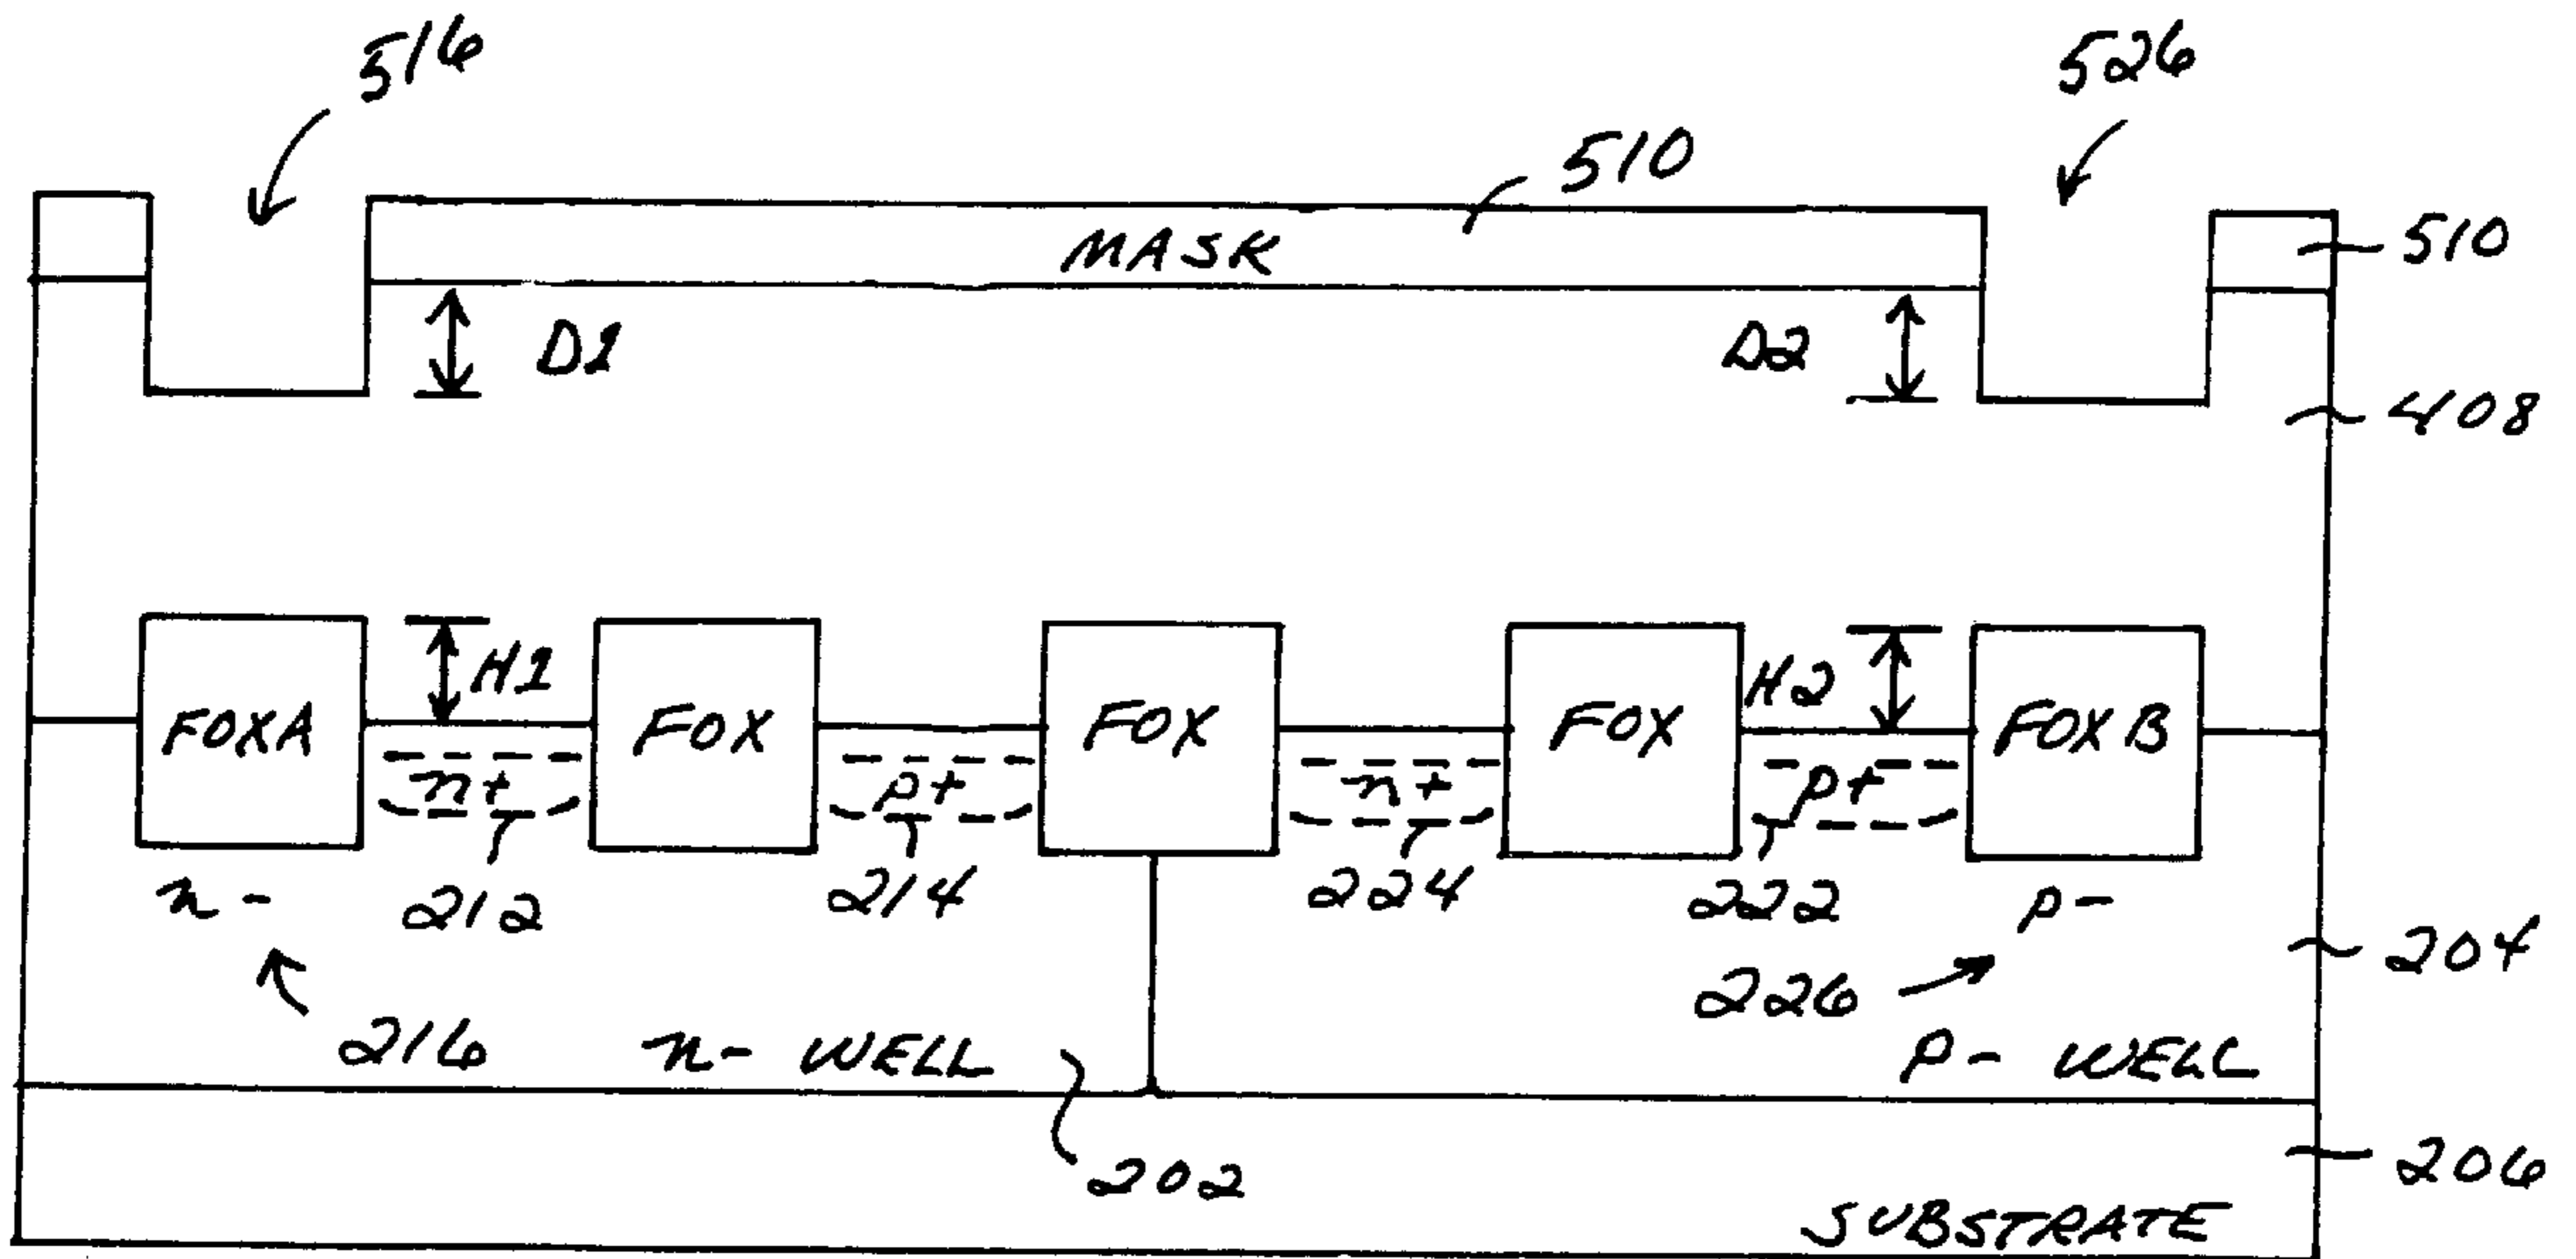 516
526
510
MASK
510
D1
D2
408
H1
H2
FOXA
FOX
FOX
FOX
FOXB
n+
p+
n+
p+
n-
212
214
224
222
p-
204
216
n- WELL
226
P- WELL
202
206
SUBSTRATE